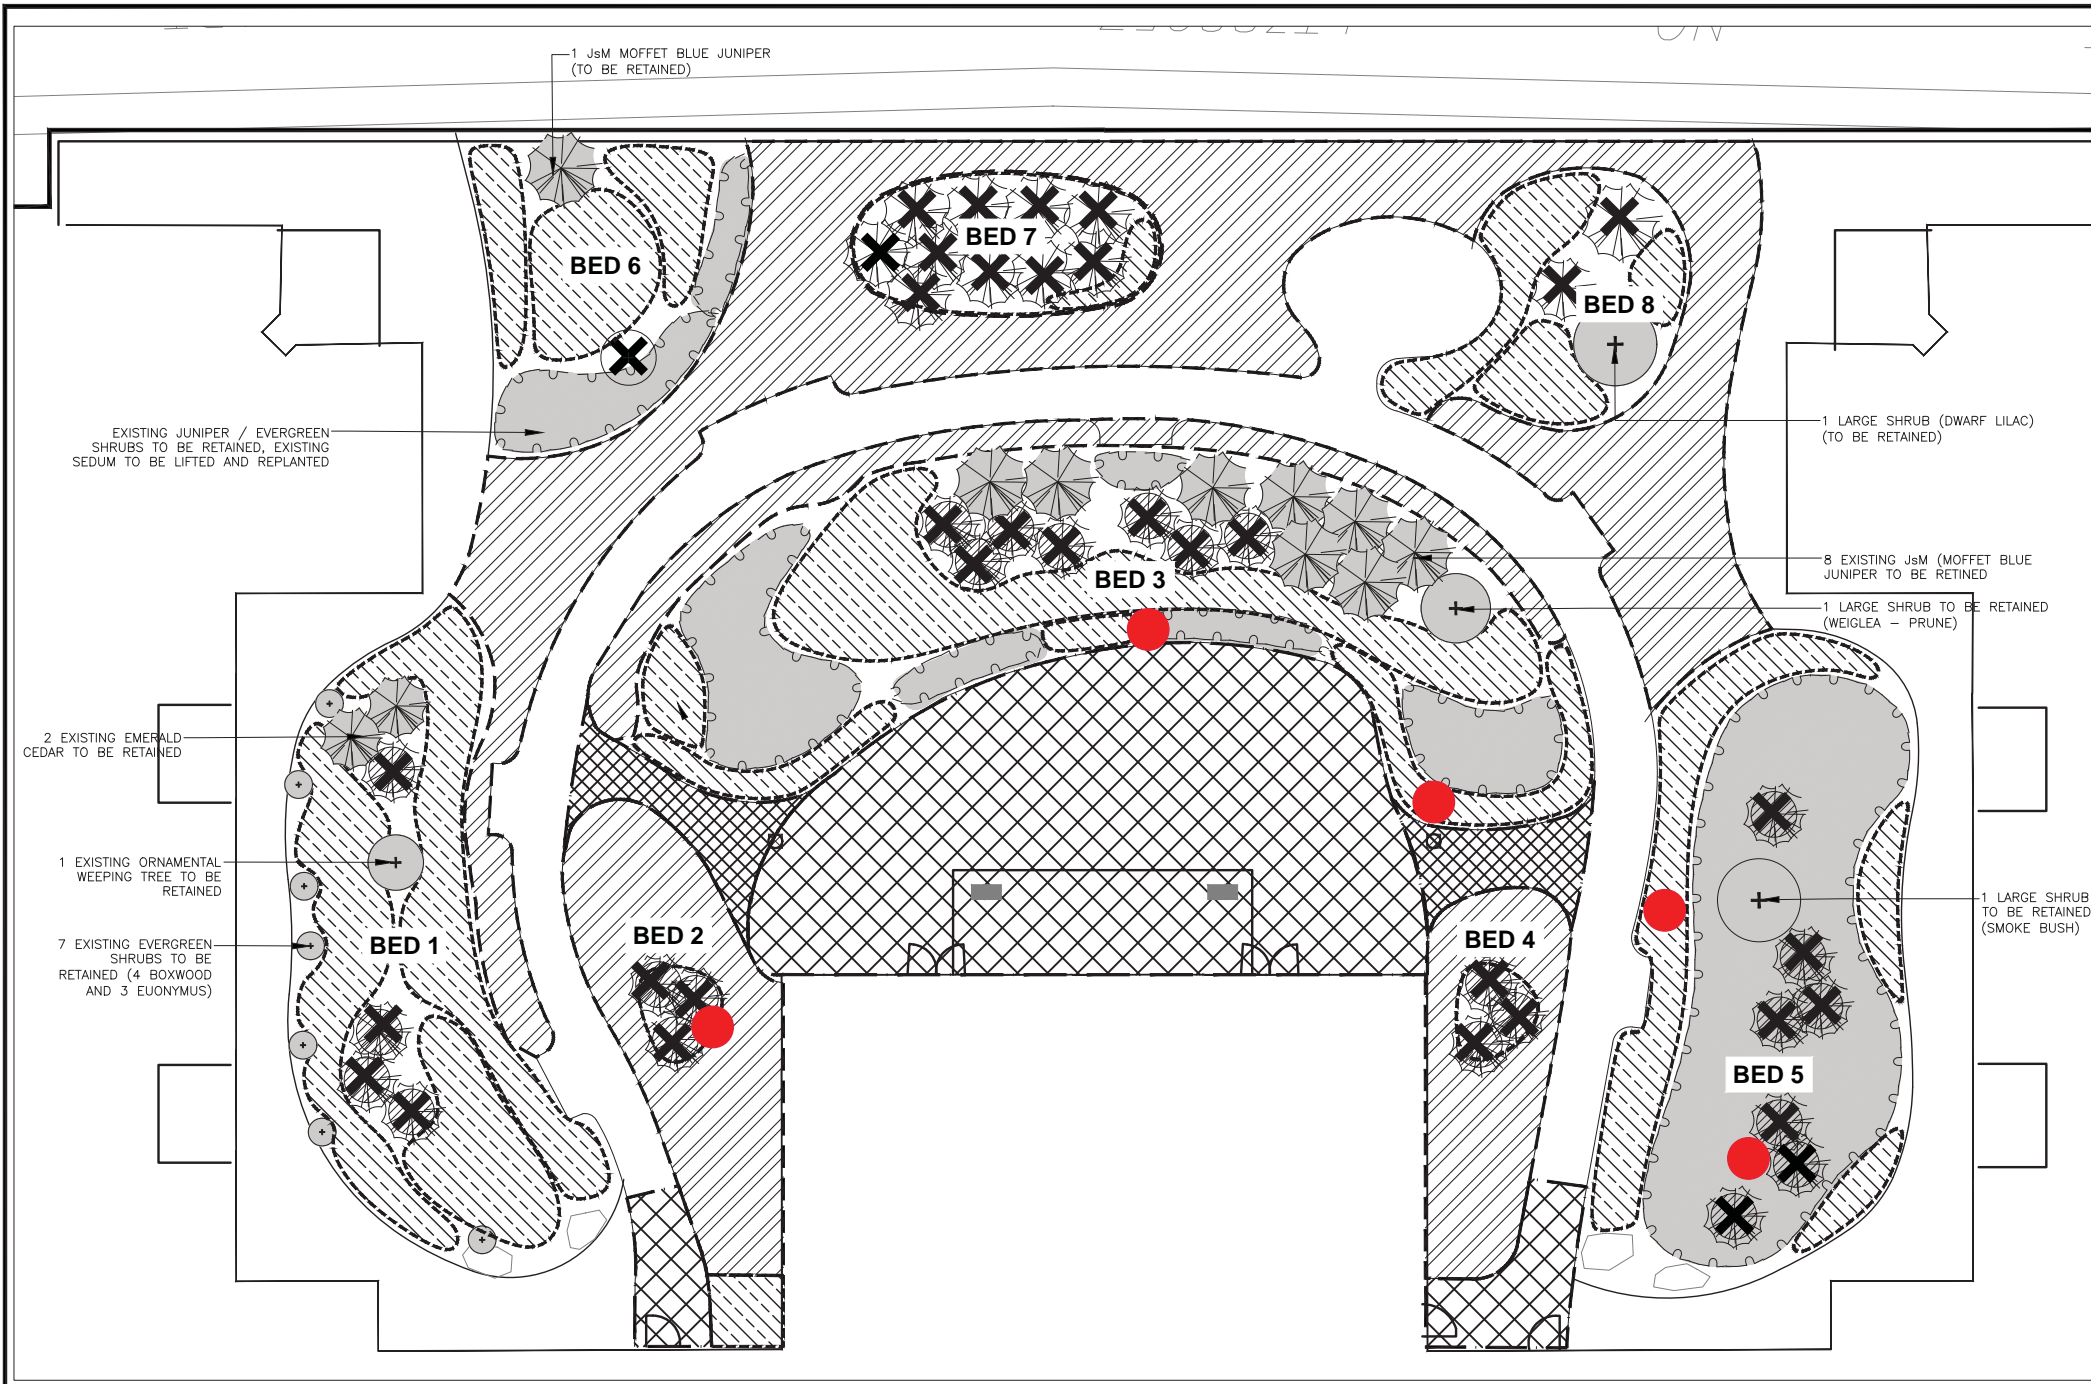 1 JsM MOFFET BLUE JUNIPER
(TO BE RETAINED)
BED 7
BED 6
BED 8
EXISTING JUNIPER / EVERGREEN
SHRUBS TO BE RETAINED, EXISTING
SEDUM TO BE LIFTED AND REPLANTED
1 LARGE SHRUB (DWARF LILAC)
(TO BE RETAINED)
BED 3
8 EXISTING JsM (MOFFET BLUE
JUNIPER TO BE RETINED
1 LARGE SHRUB TO BE RETAINED
(WEIGLEA – PRUNE)
2 EXISTING EMERALD
CEDAR TO BE RETAINED
1 EXISTING ORNAMENTAL
WEEPING TREE TO BE
RETAINED
7 EXISTING EVERGREEN
SHRUBS TO BE
RETAINED (4 BOXWOOD
AND 3 EUONYMUS)
BED 1
BED 2
BED 4
1 LARGE SHRUB
TO BE RETAINED
(SMOKE BUSH)
BED 5